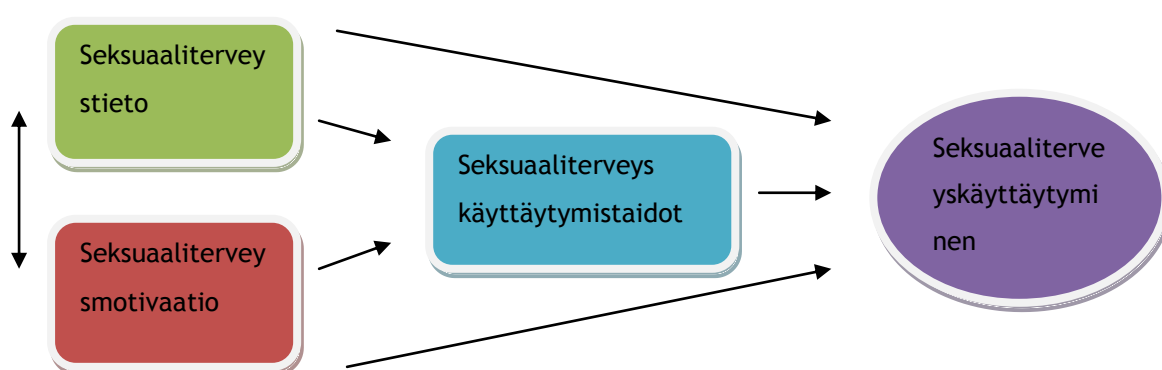 Seksuaalitervey
stieto
Seksuaalitervey
smotivaatio
Seksuaaliterveys
käyttäytymistaidot
Seksuaaliterve
yskäyttäytymi
nen